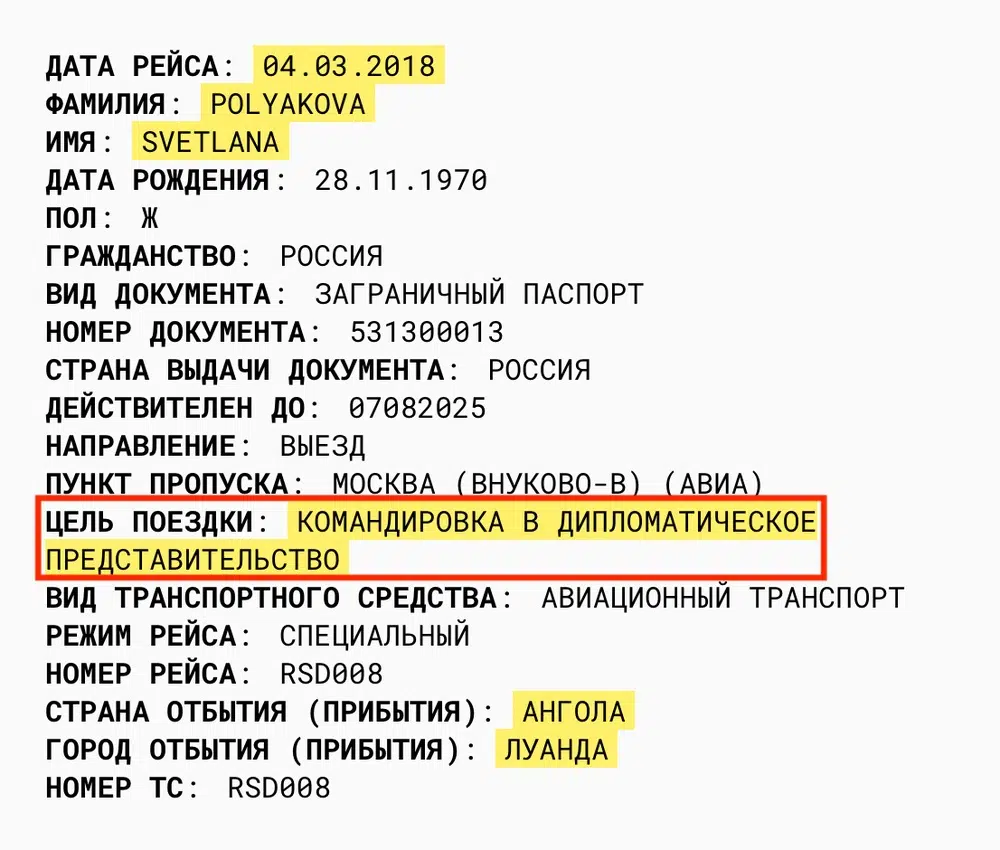 ДАТА РЕЙСА: 04.03.2018
ФАМИЛИЯ: POLYAKOVA
ИМЯ: SVETLANA
ДАТА РОЖДЕНИЯ: 28.11.1970
ПОЛ: Ж
ГРАЖДАНСТВО: РОССИЯ
ВИД ДОКУМЕНТА: ЗАГРАНИЧНЫЙ ПАСПОРТ
НОМЕР ДОКУМЕНТА: 531300013
СТРАНА ВЫДАЧИ ДОКУМЕНТА: РОССИЯ
ДЕЙСТВИТЕЛЕН ДО: 07082025
НАПРАВЛЕНИЕ: ВЫЕЗД
ПУНКТ ПРОПУСКА: МОСКВА (ВНУКОВО-В) (АВИА)
ЦЕЛЬ ПОЕЗДКИ: КОМАНДИРОВКА В ДИПЛОМАТИЧЕСКОЕ
ПРЕДСТАВИТЕЛЬСТВО
ВИД ТРАНСПОРТНОГО СРЕДСТВА: АВИАЦИОННЫЙ ТРАНСПОРТ
РЕЖИМ РЕЙСА: СПЕЦИАЛЬНЫЙ
НОМЕР РЕЙСА: RSD008
СТРАНА ОТБЫТИЯ (ПРИБЫТИЯ): АНГОЛА
ГОРОД ОТБЫТИЯ (ПРИБЫТИЯ): ЛУАНДА
НОМЕР ТС: RSD008